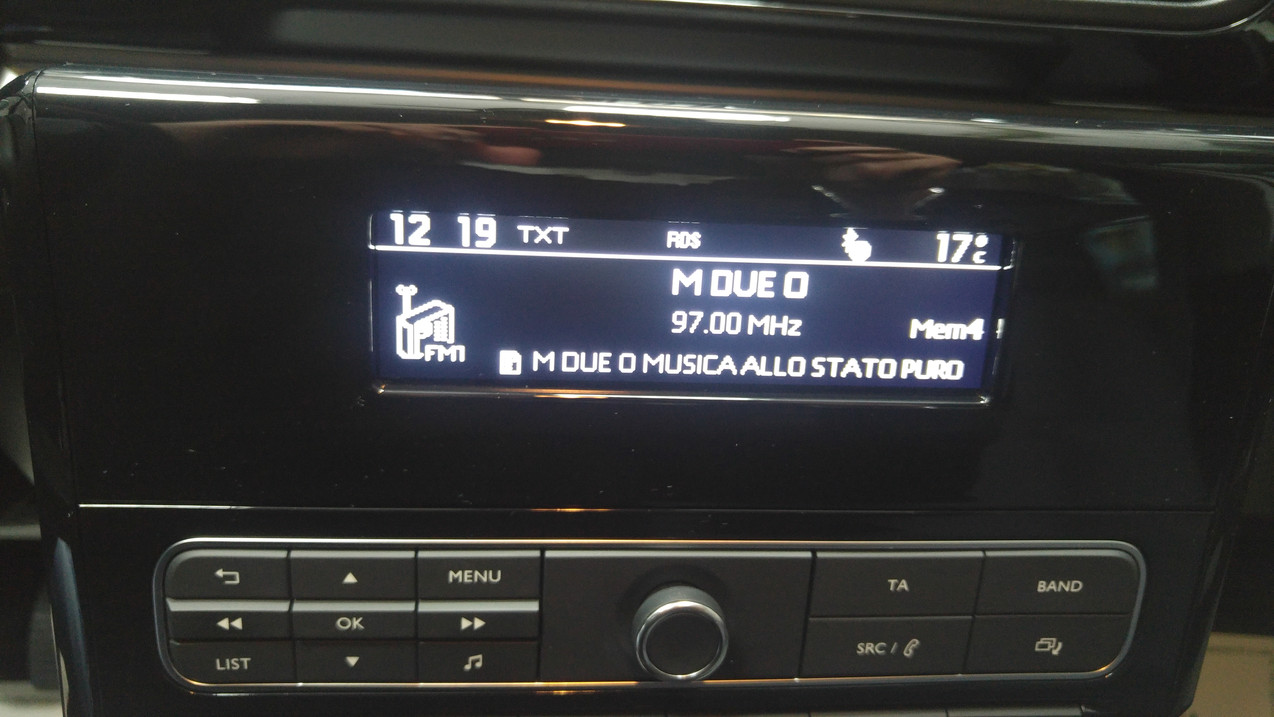 12 19 TXT RDS 17°C
M DUE O
97.00 MHz
Mem4
FM1
M DUE O MUSICA ALLO STATO PURO
MENU
TA
BAND
OK
LIST
SRC /